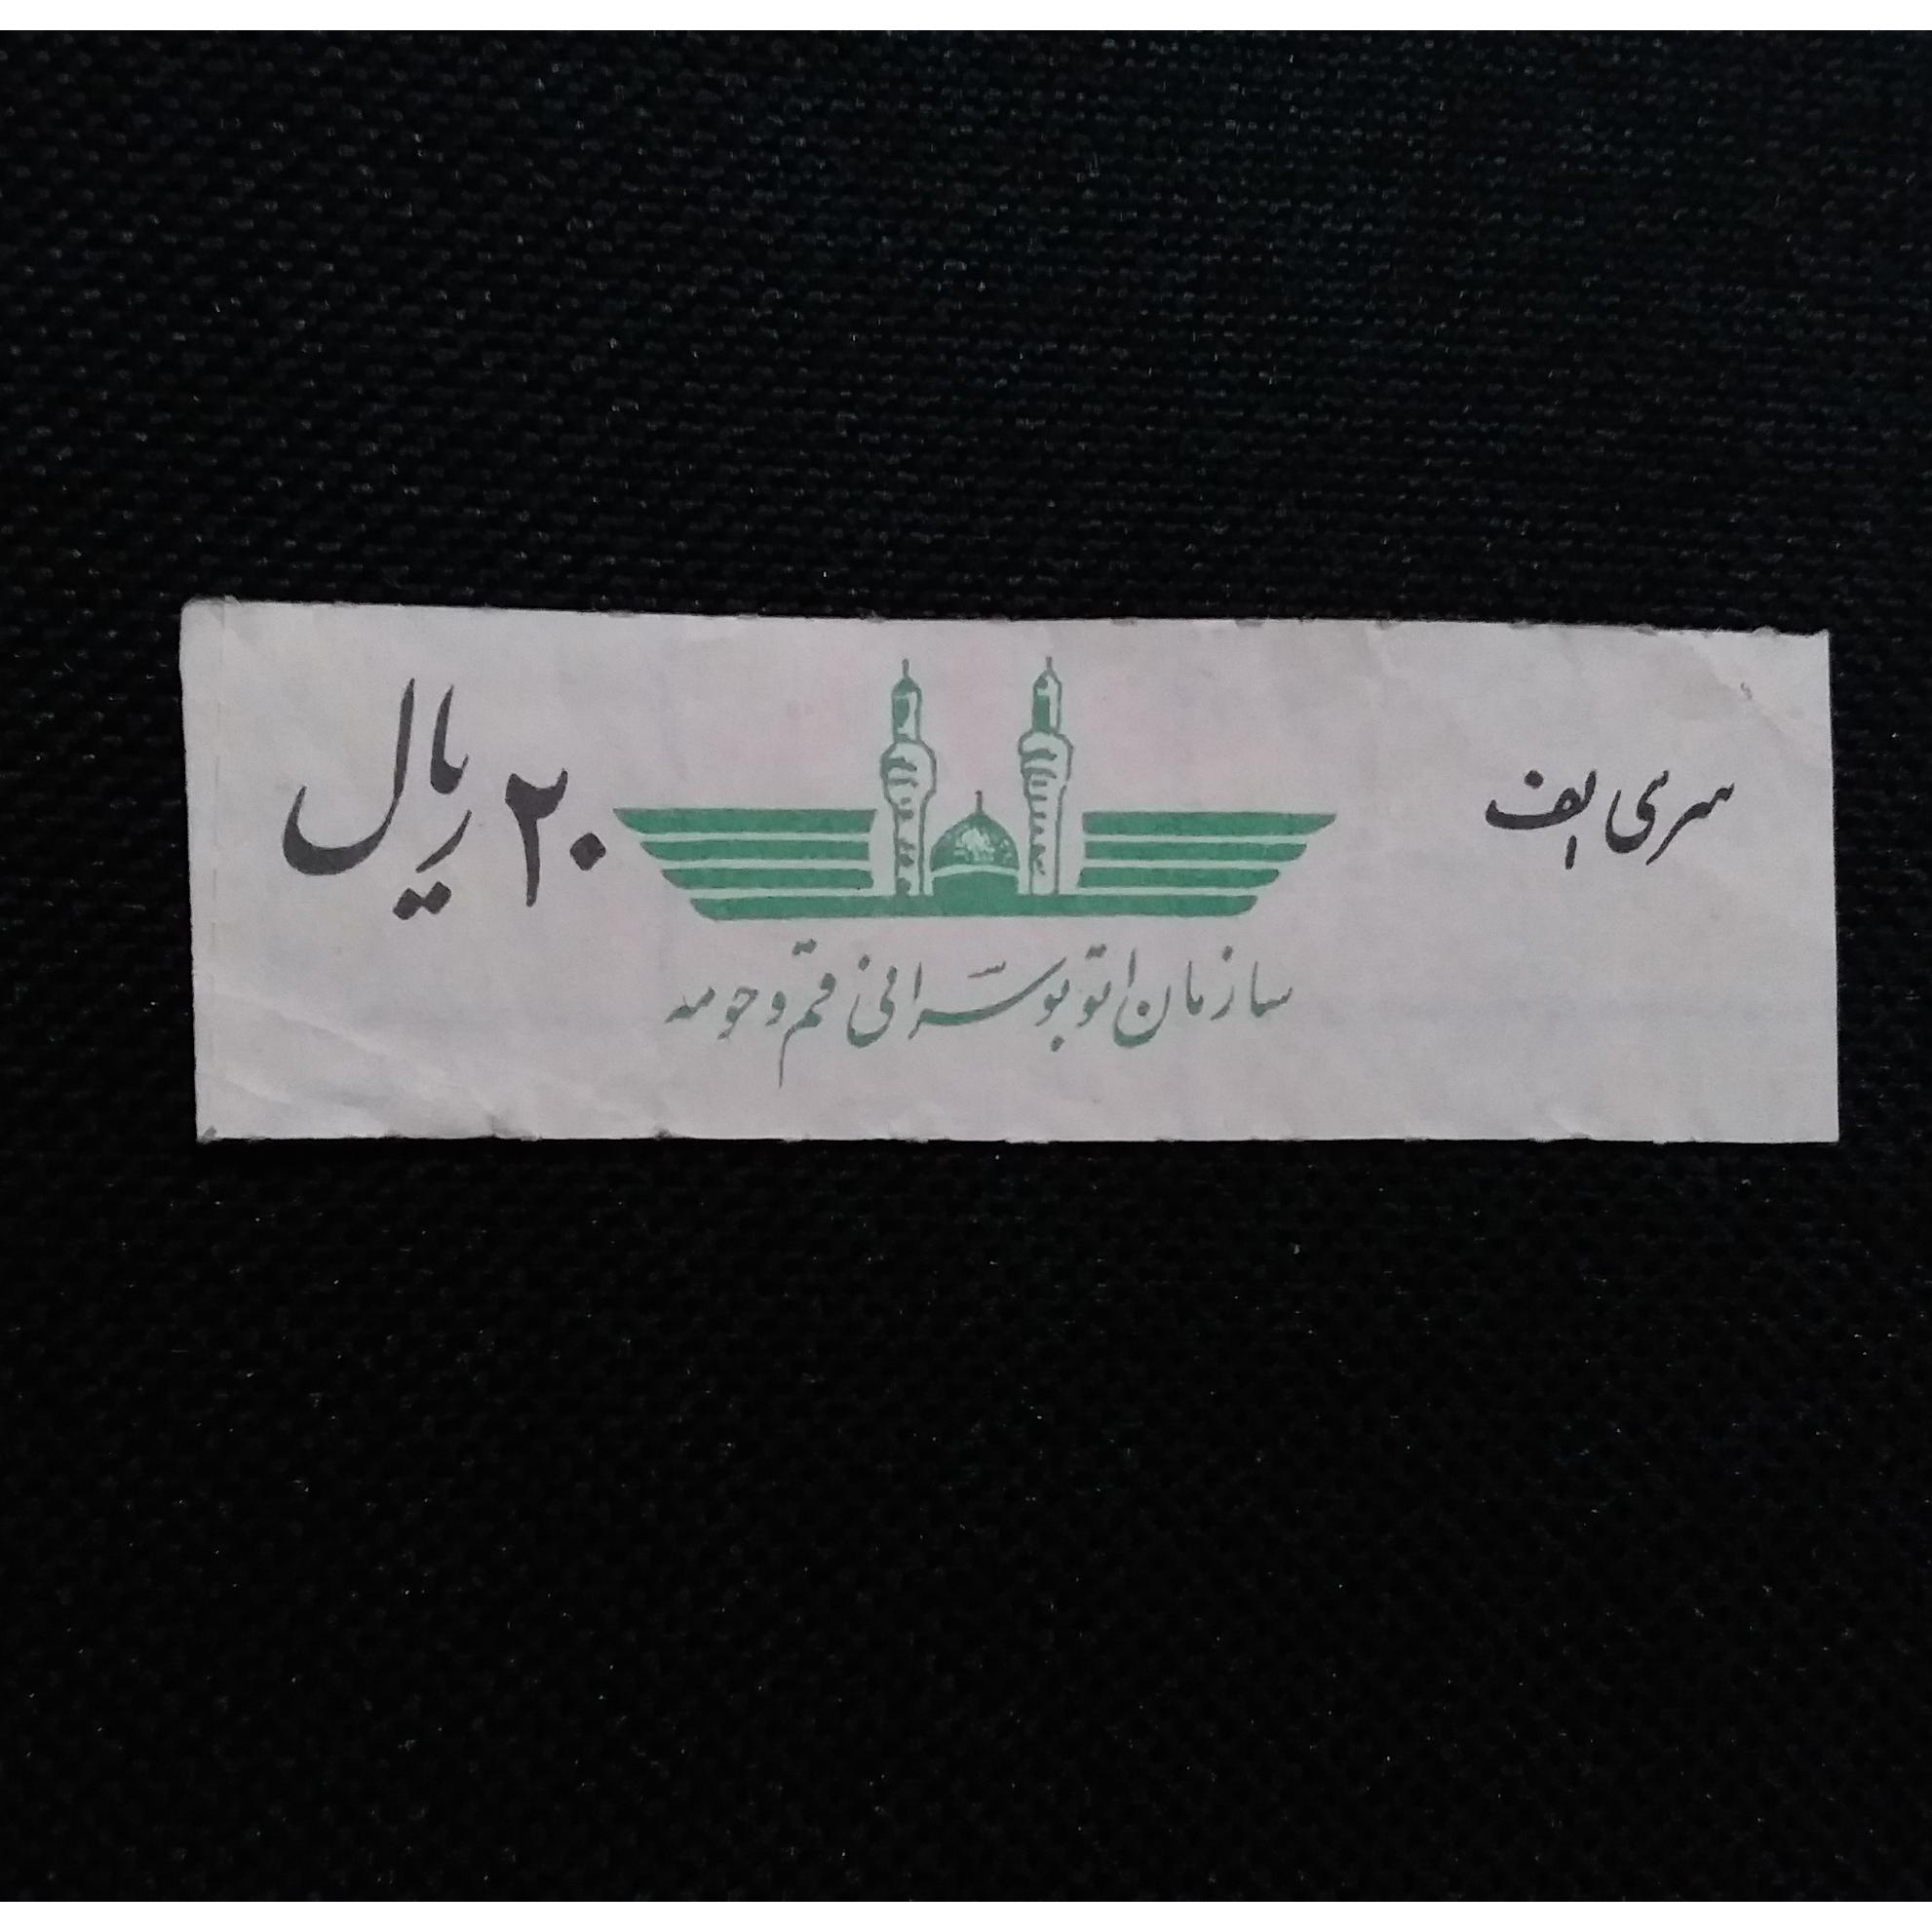 سری الف
۲۰ ریال
سازمان اتوبوسرانی قم و حومه